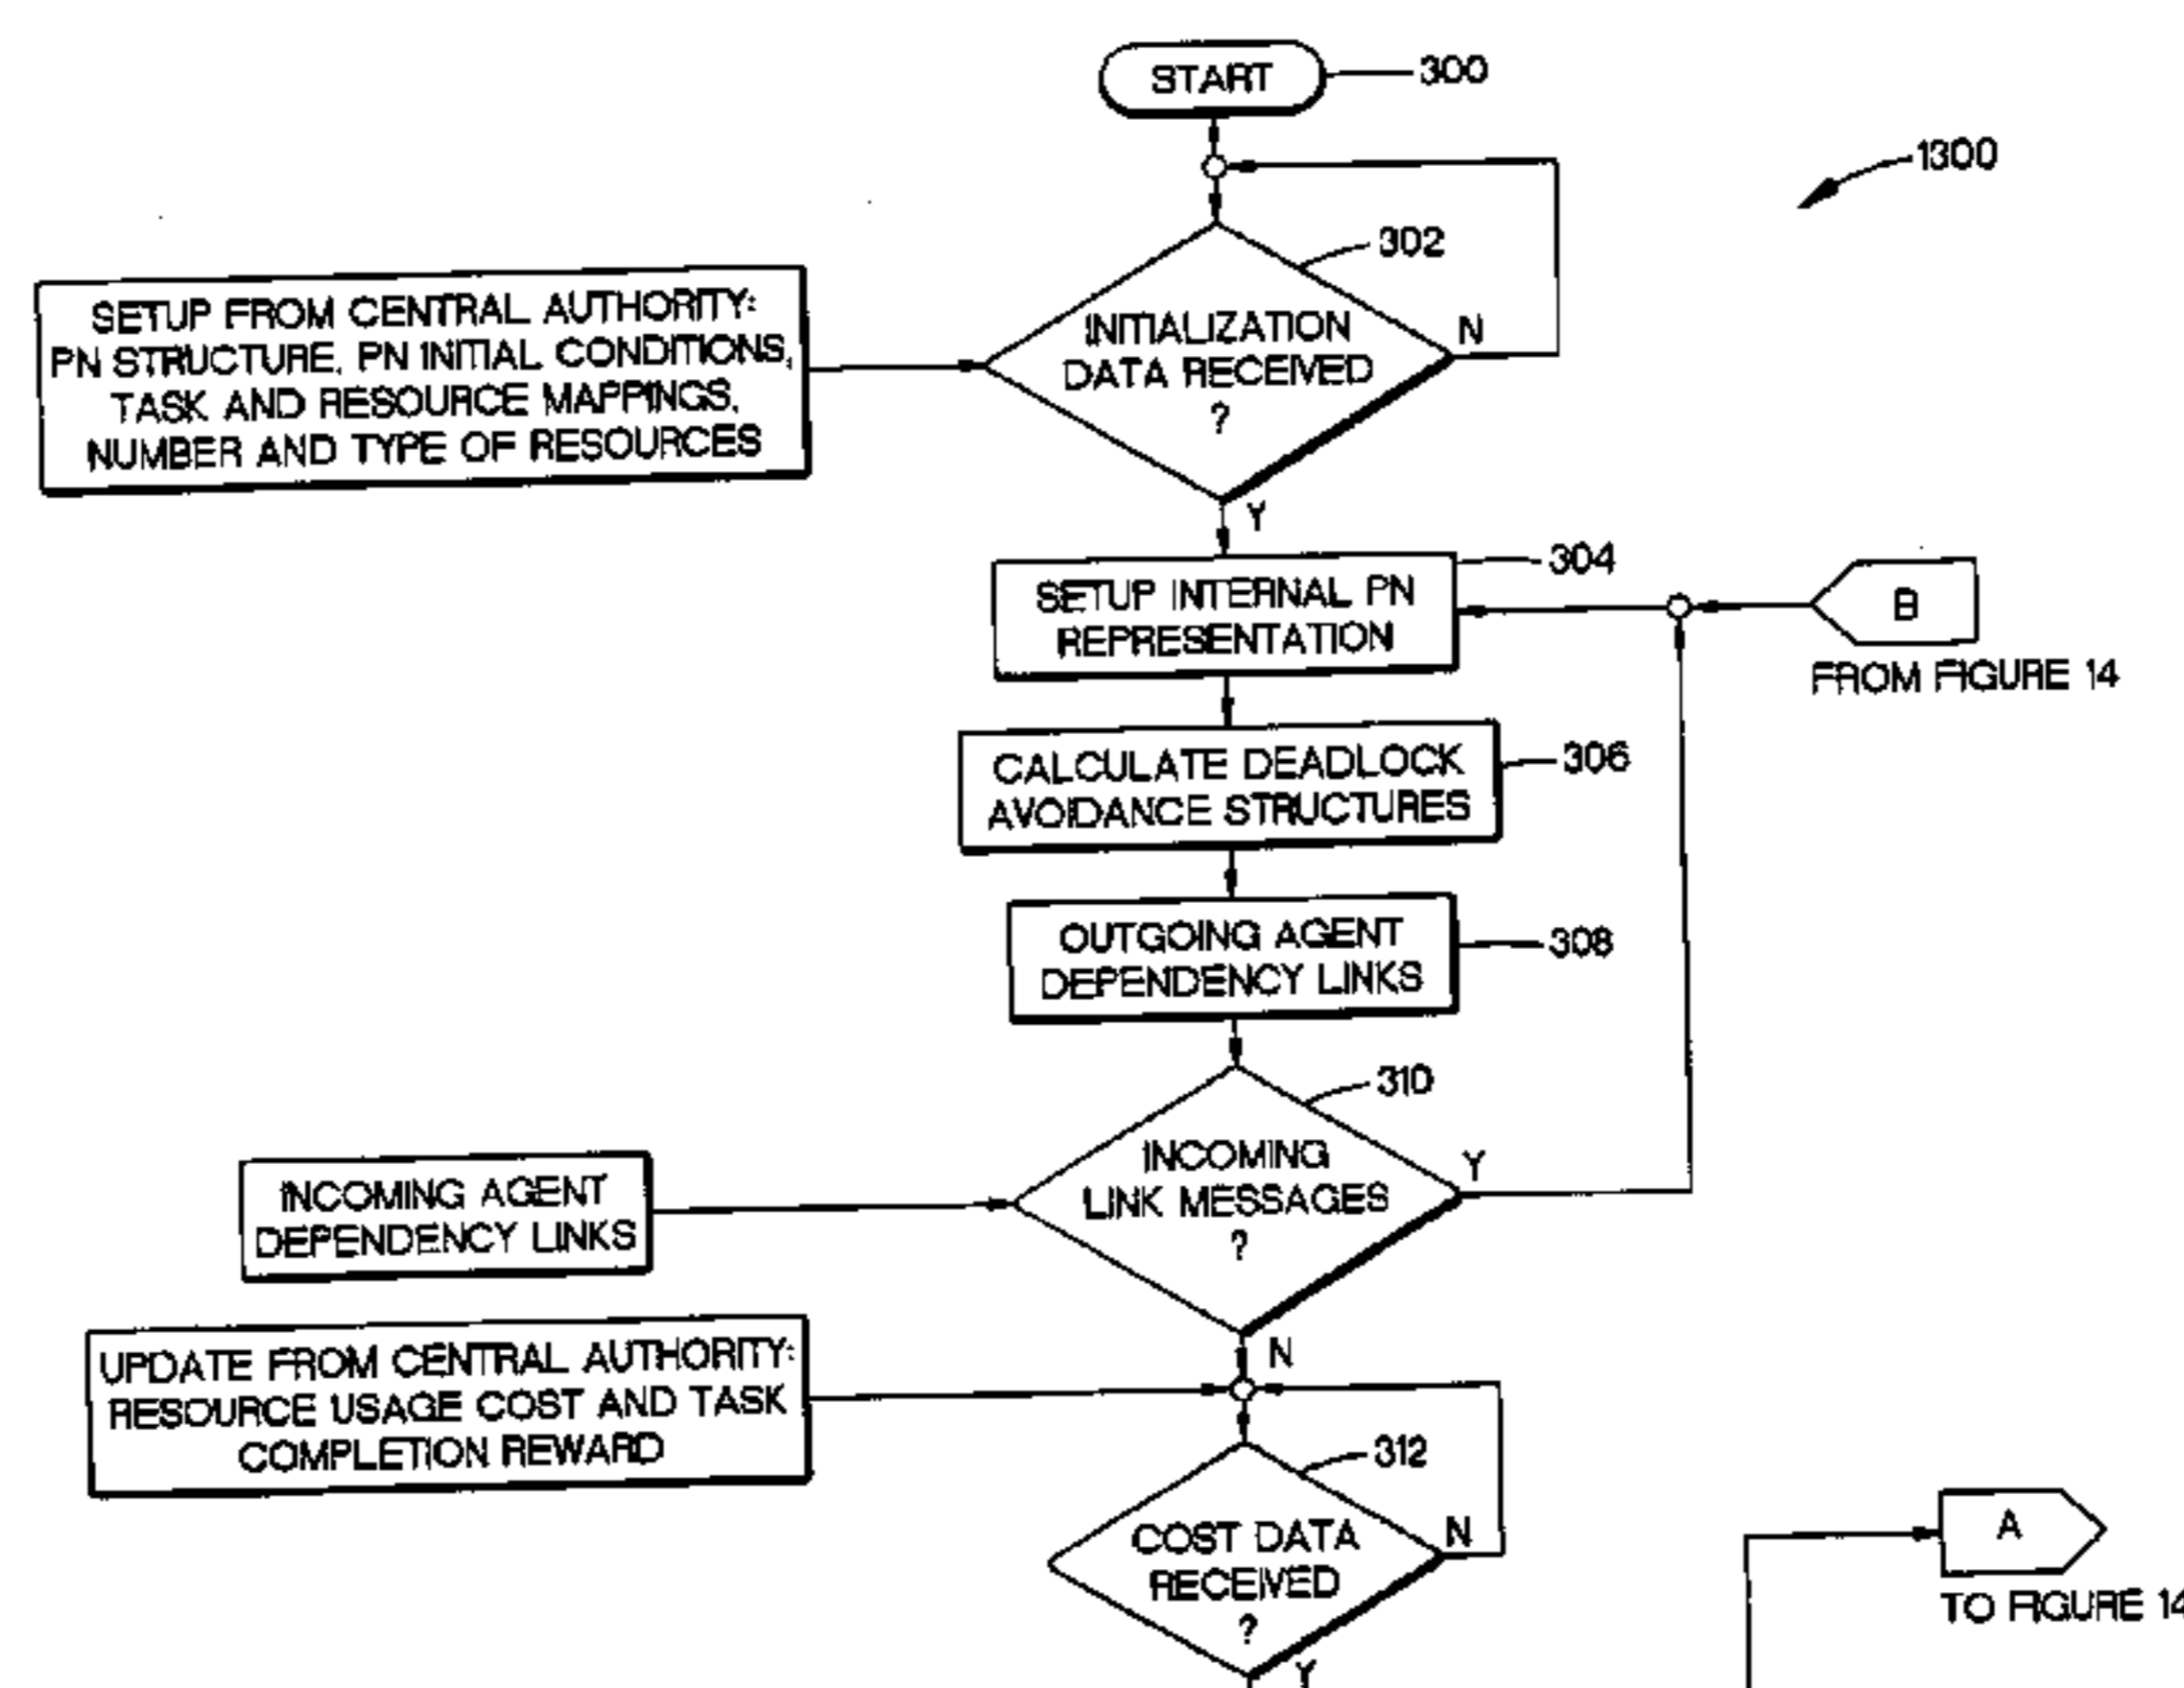 START
300
1300
302
SETUP FROM CENTRAL AUTHORITY:
PN STRUCTURE, PN INITIAL CONDITIONS,
TASK AND RESOURCE MAPPINGS,
NUMBER AND TYPE OF RESOURCES
INITIALIZATION
DATA RECEIVED
?
N
Y
304
SETUP INTERNAL PN
REPRESENTATION
B
FROM FIGURE 14
306
CALCULATE DEADLOCK
AVOIDANCE STRUCTURES
308
OUTGOING AGENT
DEPENDENCY LINKS
310
INCOMING AGENT
DEPENDENCY LINKS
INCOMING
LINK MESSAGES
?
Y
N
UPDATE FROM CENTRAL AUTHORITY:
RESOURCE USAGE COST AND TASK
COMPLETION REWARD
312
COST DATA
RECEIVED
?
N
Y
A
TO FIGURE 14